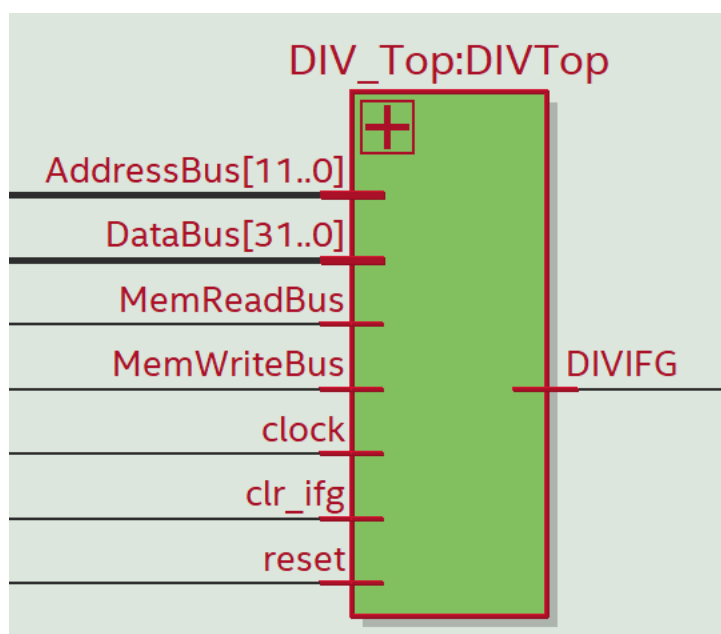 DIV_Top:DIVTop
AddressBus[11..0]
DataBus[31..0]
MemReadBus
MemWriteBus
DIVIFG
clock
clr_ifg
reset